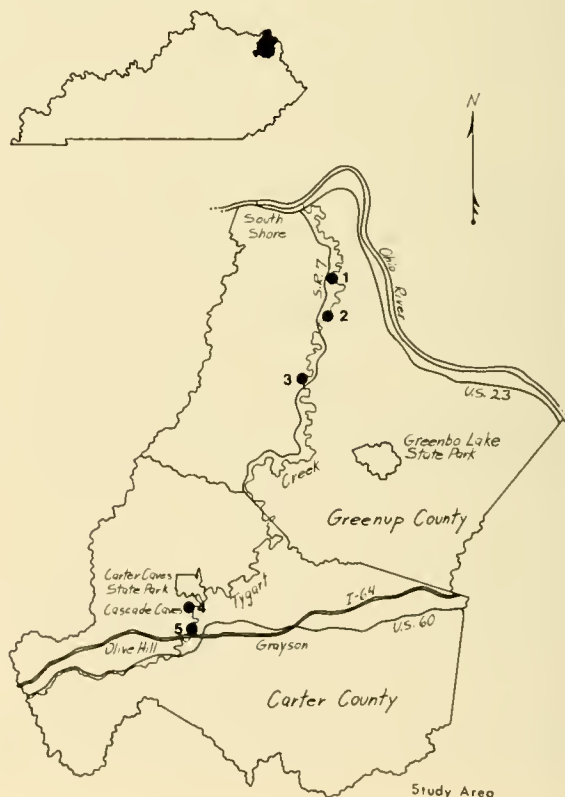 N
South
Shore
S.R. 7
1
Ohio River
2
3
U.S. 23
Greenbo Lake
State Park
Creek
Greenup County
Carter Caves
State Park
Tygart
I-64
Cascade Caves
4
U.S. 60
5
Olive Hill
Grayson
Carter County
Study Area